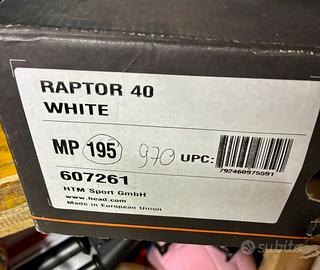 RAPTOR 40
WHITE
MP 195 970 UPC:
792460975591
607261
HTM Sport GmbH
www.head.com
Made in European Union
subito